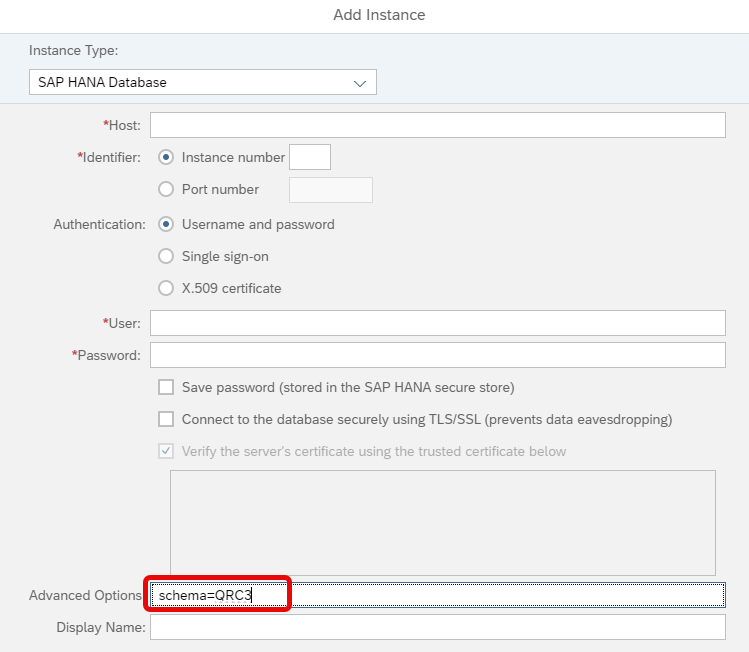 Add Instance
Instance Type:
SAP HANA Database
*Host:
*Identifier: Instance number
Port number
Authentication: Username and password
Single sign-on
X.509 certificate
*User:
*Password:
Save password (stored in the SAP HANA secure store)
Connect to the database securely using TLS/SSL (prevents data eavesdropping)
Verify the server's certificate using the trusted certificate below
Advanced Options schema=QRC3
Display Name: